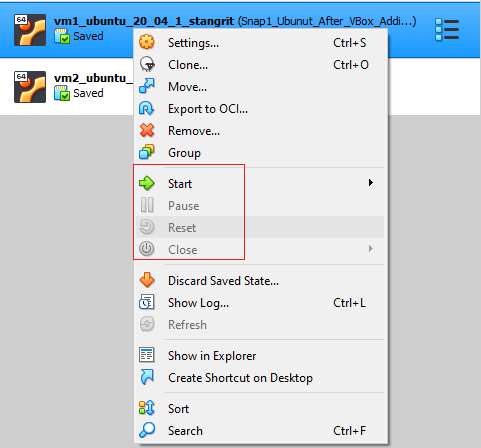 64
vm1_ubuntu_20_04_1_stangrit (Snap1_Ubunut_After_VBox_Addi...)
Saved
64
vm2_ubuntu_
Saved
Settings... Ctrl+S
Clone... Ctrl+O
Move...
Export to OCI...
Remove...
Group
Start
Pause
Reset
Close
Discard Saved State...
Show Log... Ctrl+L
Refresh
Show in Explorer
Create Shortcut on Desktop
Sort
Search Ctrl+F